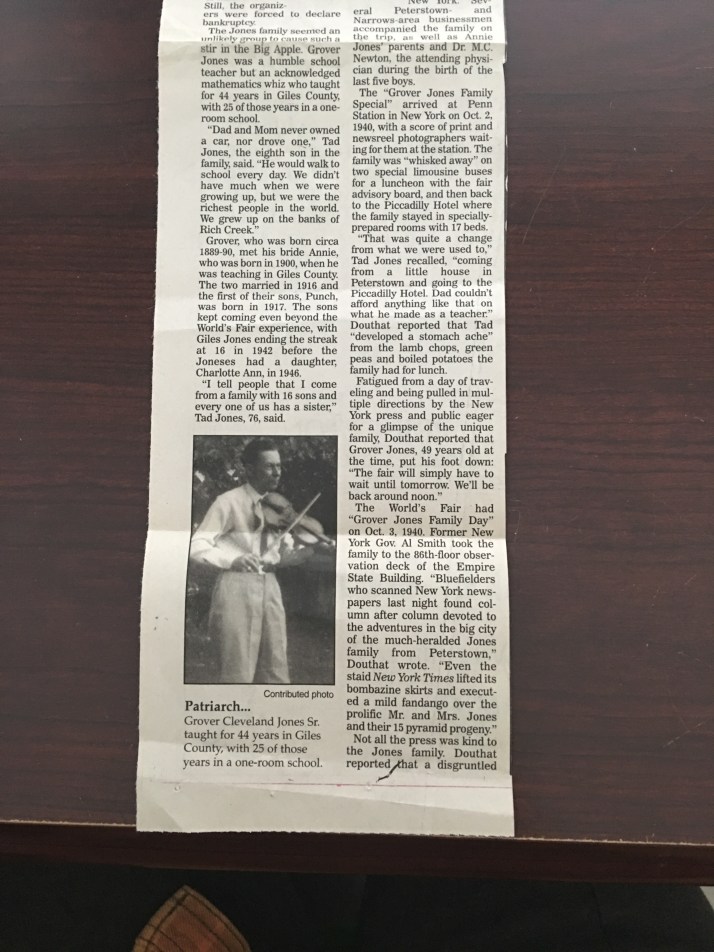 Still, the organiz-
ers were forced to declare
bankruptcy.
The Jones family seemed an
unlikely group to cause such a
stir in the Big Apple. Grover
Jones was a humble school
teacher but an acknowledged
mathematics whiz who taught
for 44 years in Giles County,
with 25 of those years in a one-
room school.
"Dad and Mom never owned
a car, nor drove one," Tad
Jones, the eighth son in the
family, said. "He would walk to
school every day. We didn't
have much when we were
growing up, but we were the
richest people in the world.
We grew up on the banks of
Rich Creek."
Grover, who was born circa
1889-90, met his bride Annie,
who was born in 1900, when he
was teaching in Giles County.
The two married in 1916 and
the first of their sons, Punch,
was born in 1917. The sons
kept coming even beyond the
World's Fair experience, with
Giles Jones ending the streak
at 16 in 1942 before the
Joneses had a daughter,
Charlotte Ann, in 1946.
"I tell people that I come
from a family with 16 sons and
every one of us has a sister,"
Tad Jones, 76, said.
Contributed photo
Patriarch...
Grover Cleveland Jones Sr.
taught for 44 years in Giles
County, with 25 of those
years in a one-room school.
New York. Sev-
eral Peterstown- and
Narrows-area businessmen
accompanied the family on
the trip, as well as Annie
Jones' parents and Dr. M.C.
Newton, the attending physi-
cian during the birth of the
last five boys.
The "Grover Jones Family
Special" arrived at Penn
Station in New York on Oct. 2,
1940, with a score of print and
newsreel photographers wait-
ing for them at the station. The
family was "whisked away" on
two special limousine buses
for a luncheon with the fair
advisory board, and then back
to the Piccadilly Hotel where
the family stayed in specially-
prepared rooms with 17 beds.
"That was quite a change
from what we were used to,"
Tad Jones recalled, "coming
from a little house in
Peterstown and going to the
Piccadilly Hotel. Dad couldn't
afford anything like that on
what he made as a teacher."
Douthat reported that Tad
"developed a stomach ache"
from the lamb chops, green
peas and boiled potatoes the
family had for lunch.
Fatigued from a day of trav-
eling and being pulled in mul-
tiple directions by the New
York press and public eager
for a glimpse of the unique
family, Douthat reported that
Grover Jones, 49 years old at
the time, put his foot down:
"The fair will simply have to
wait until tomorrow. We'll be
back around noon."
The World's Fair had
"Grover Jones Family Day"
on Oct. 3, 1940. Former New
York Gov. Al Smith took the
family to the 86th-floor obser-
vation deck of the Empire
State Building. "Bluefielders
who scanned New York news-
papers last night found col-
umn after column devoted to
the adventures in the big city
of the much-heralded Jones
family from Peterstown,"
Douthat wrote. "Even the
staid New York Times lifted its
bombazine skirts and execut-
ed a mild fandango over the
prolific Mr. and Mrs. Jones
and their 15 pyramid progeny."
Not all the press was kind to
the Jones family. Douthat
reported that a disgruntled